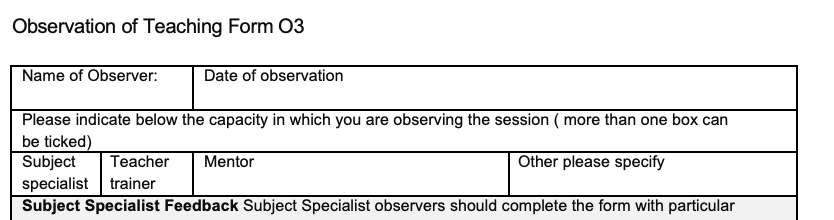 Observation of Teaching Form O3
Name of Observer:
Date of observation
Please indicate below the capacity in which you are observing the session ( more than one box can
be ticked)
Subject
specialist
Teacher
trainer
Mentor
Other please specify
Subject Specialist Feedback Subject Specialist observers should complete the form with particular